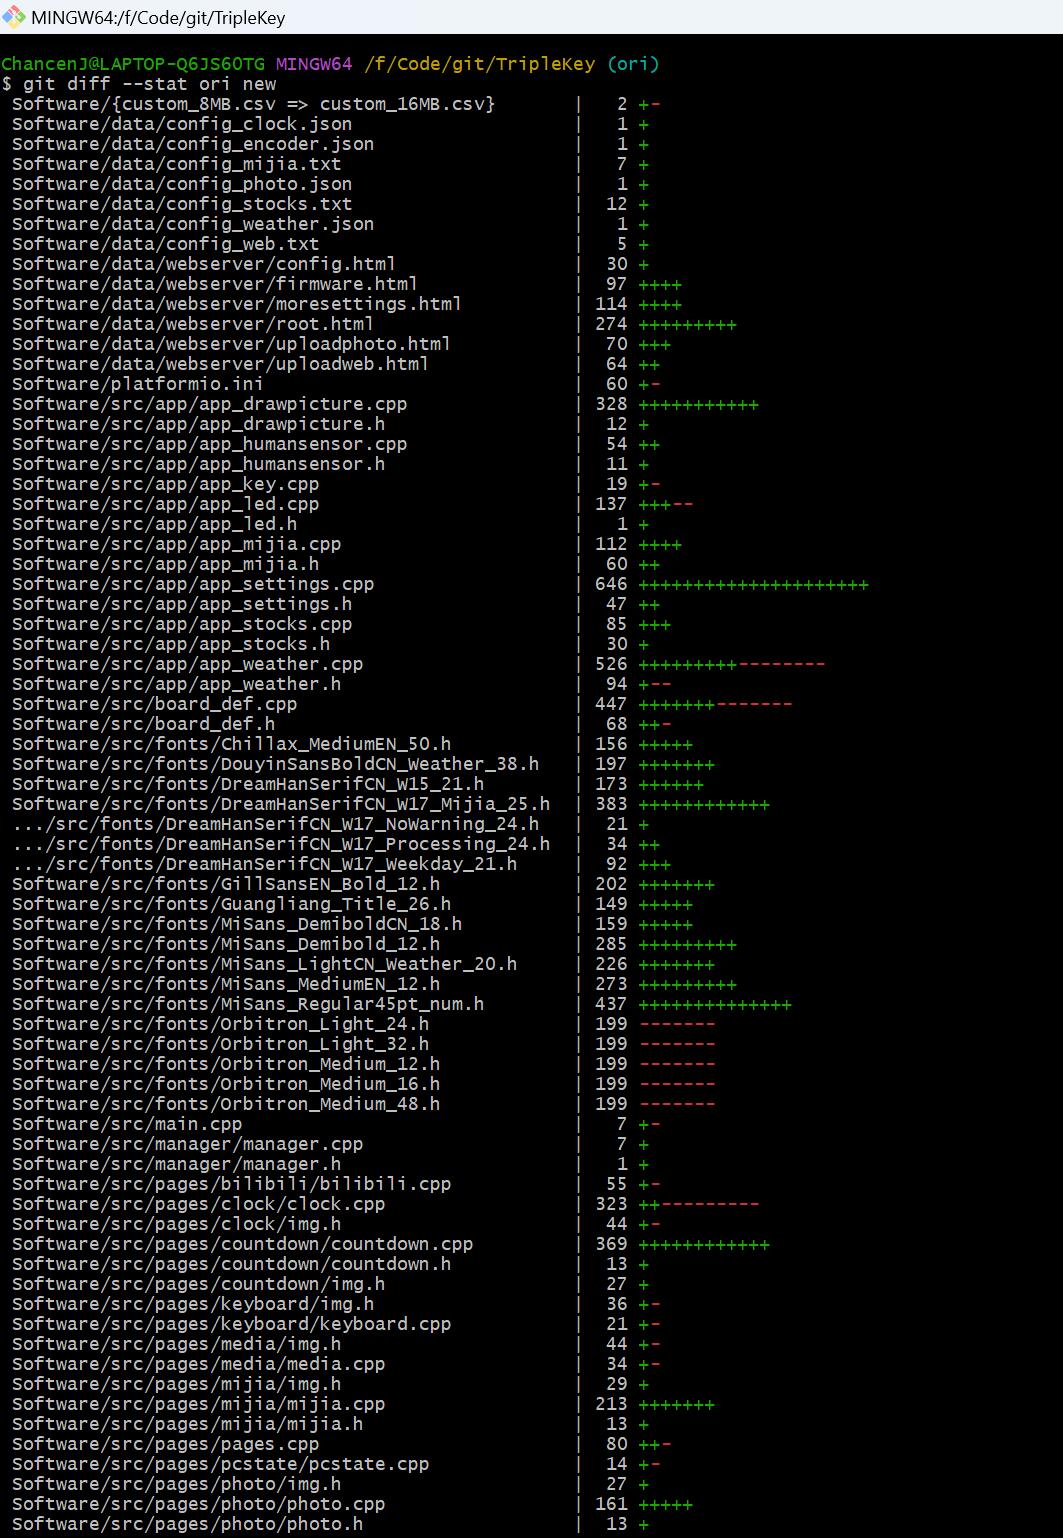 MINGW64:/f/Code/git/TripleKey
ChancenJ@LAPTOP-Q6JS6OTG MINGW64 /f/Code/git/TripleKey (ori)
$ git diff --stat ori new
 Software/{custom_8MB.csv => custom_16MB.csv}       |   2 +-
 Software/data/config_clock.json                    |   1 +
 Software/data/config_encoder.json                  |   1 +
 Software/data/config_mijia.txt                     |   7 +
 Software/data/config_photo.json                    |   1 +
 Software/data/config_stocks.txt                    |  12 +
 Software/data/config_weather.json                  |   1 +
 Software/data/config_web.txt                       |   5 +
 Software/data/webserver/config.html                |  30 +
 Software/data/webserver/firmware.html              |  97 ++++
 Software/data/webserver/moresettings.html          | 114 ++++
 Software/data/webserver/root.html                  | 274 +++++++++
 Software/data/webserver/uploadphoto.html           |  70 +++
 Software/data/webserver/uploadweb.html             |  64 ++
 Software/platformio.ini                            |  60 +-
 Software/src/app/app_drawpicture.cpp               | 328 +++++++++++
 Software/src/app/app_drawpicture.h                 |  12 +
 Software/src/app/app_humansensor.cpp               |  54 ++
 Software/src/app/app_humansensor.h                 |  11 +
 Software/src/app/app_key.cpp                       |  19 +-
 Software/src/app/app_led.cpp                       | 137 +++--
 Software/src/app/app_led.h                         |   1 +
 Software/src/app/app_mijia.cpp                     | 112 ++++
 Software/src/app/app_mijia.h                       |  60 ++
 Software/src/app/app_settings.cpp                  | 646 +++++++++++++++++++++
 Software/src/app/app_settings.h                    |  47 ++
 Software/src/app/app_stocks.cpp                    |  85 +++
 Software/src/app/app_stocks.h                      |  30 +
 Software/src/app/app_weather.cpp                   | 526 +++++++++--------
 Software/src/app/app_weather.h                     |  94 +--
 Software/src/board_def.cpp                         | 447 +++++++-------
 Software/src/board_def.h                           |  68 ++-
 Software/src/fonts/Chillax_MediumEN_50.h           | 156 +++++
 Software/src/fonts/DouyinSansBoldCN_Weather_38.h   | 197 +++++++
 Software/src/fonts/DreamHanSerifCN_W15_21.h        | 173 ++++++
 Software/src/fonts/DreamHanSerifCN_W17_Mijia_25.h  | 383 ++++++++++++
 .../src/fonts/DreamHanSerifCN_W17_NoWarning_24.h   |  21 +
 .../src/fonts/DreamHanSerifCN_W17_Processing_24.h  |  34 ++
 .../src/fonts/DreamHanSerifCN_W17_Weekday_21.h     |  92 +++
 Software/src/fonts/GillSansEN_Bold_12.h            | 202 +++++++
 Software/src/fonts/Guangliang_Title_26.h           | 149 +++++
 Software/src/fonts/MiSans_DemiboldCN_18.h          | 159 +++++
 Software/src/fonts/MiSans_Demibold_12.h            | 285 +++++++++
 Software/src/fonts/MiSans_LightCN_Weather_20.h     | 226 +++++++
 Software/src/fonts/MiSans_MediumEN_12.h            | 273 +++++++++
 Software/src/fonts/MiSans_Regular45pt_num.h        | 437 ++++++++++++++
 Software/src/fonts/Orbitron_Light_24.h             | 199 -------
 Software/src/fonts/Orbitron_Light_32.h             | 199 -------
 Software/src/fonts/Orbitron_Medium_12.h            | 199 -------
 Software/src/fonts/Orbitron_Medium_16.h            | 199 -------
 Software/src/fonts/Orbitron_Medium_48.h            | 199 -------
 Software/src/main.cpp                              |   7 +-
 Software/src/manager/manager.cpp                   |   7 +
 Software/src/manager/manager.h                     |   1 +
 Software/src/pages/bilibili/bilibili.cpp           |  55 +-
 Software/src/pages/clock/clock.cpp                 | 323 ++---------
 Software/src/pages/clock/img.h                     |  44 +-
 Software/src/pages/countdown/countdown.cpp         | 369 ++++++++++++
 Software/src/pages/countdown/countdown.h           |  13 +
 Software/src/pages/countdown/img.h                 |  27 +
 Software/src/pages/keyboard/img.h                  |  36 +-
 Software/src/pages/keyboard/keyboard.cpp           |  21 +-
 Software/src/pages/media/img.h                     |  44 +-
 Software/src/pages/media/media.cpp                 |  34 +-
 Software/src/pages/mijia/img.h                     |  29 +
 Software/src/pages/mijia/mijia.cpp                 | 213 +++++++
 Software/src/pages/mijia/mijia.h                   |  13 +
 Software/src/pages/pages.cpp                       |  80 ++-
 Software/src/pages/pcstate/pcstate.cpp             |  14 +-
 Software/src/pages/photo/img.h                     |  27 +
 Software/src/pages/photo/photo.cpp                 | 161 +++++
 Software/src/pages/photo/photo.h                   |  13 +